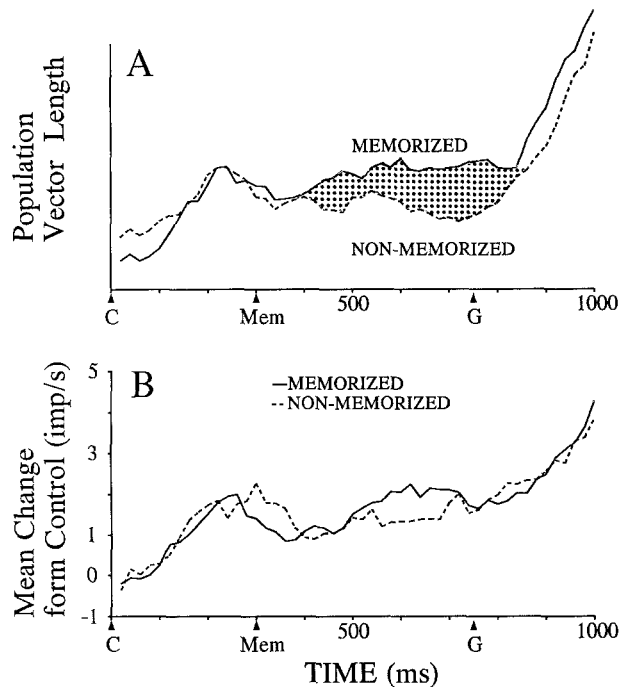 A
Population
Vector Length
MEMORIZED
NON-MEMORIZED
C
Mem
500
G
1000
B
MEMORIZED
NON-MEMORIZED
Mean Change
form Control (imp/s)
5
3
1
0
-1
C
Mem
500
G
1000
TIME (ms)